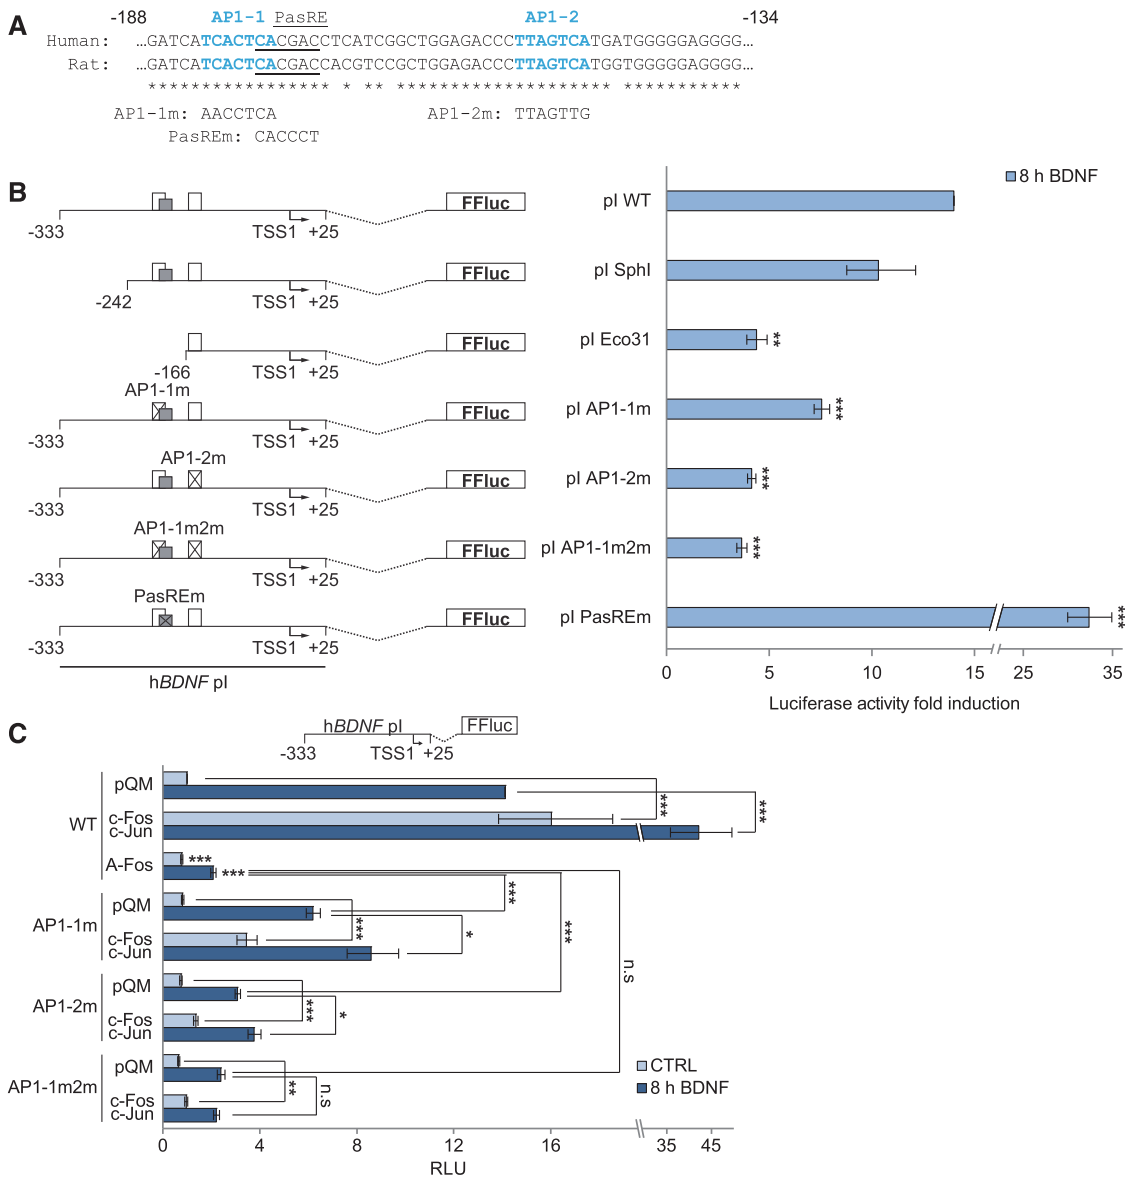 A
-188 AP1-1 PasRE AP1-2 -134
Human: …GATCATCACTCACGACCTCATCGGCTGGAGACCCTTAGTCATGATGGGGGAGGGG…
Rat: …GATCATCACTCACGACCACGTCCGCTGGAGACCCTTAGTCATGGTGGGGGAGGGG…
**************** * ** ******************** ***********
AP1-1m: AACCTCA AP1-2m: TTAGTTG
PasREm: CACCCT
B
8 h BDNF
FFluc
-333 TSS1 +25
pI WT
FFluc
-242 TSS1 +25
pI SphI
FFluc
-166 TSS1 +25
pI Eco31
**
AP1-1m
FFluc
-333 TSS1 +25
pI AP1-1m
***
AP1-2m
FFluc
-333 TSS1 +25
pI AP1-2m
***
AP1-1m2m
FFluc
-333 TSS1 +25
pI AP1-1m2m
***
PasREm
FFluc
-333 TSS1 +25
pI PasREm
***
hBDNF pI
0 5 10 15 25 35
Luciferase activity fold induction
C
hBDNF pI FFluc
-333 TSS1 +25
WT
pQM
c-Fos
c-Jun
A-Fos
***
***
***
***
AP1-1m
pQM
c-Fos
c-Jun
***
***
*
***
n.s
AP1-2m
pQM
c-Fos
c-Jun
***
*
AP1-1m2m
pQM
c-Fos
c-Jun
**
n.s
CTRL
8 h BDNF
0 4 8 12 16 35 45
RLU